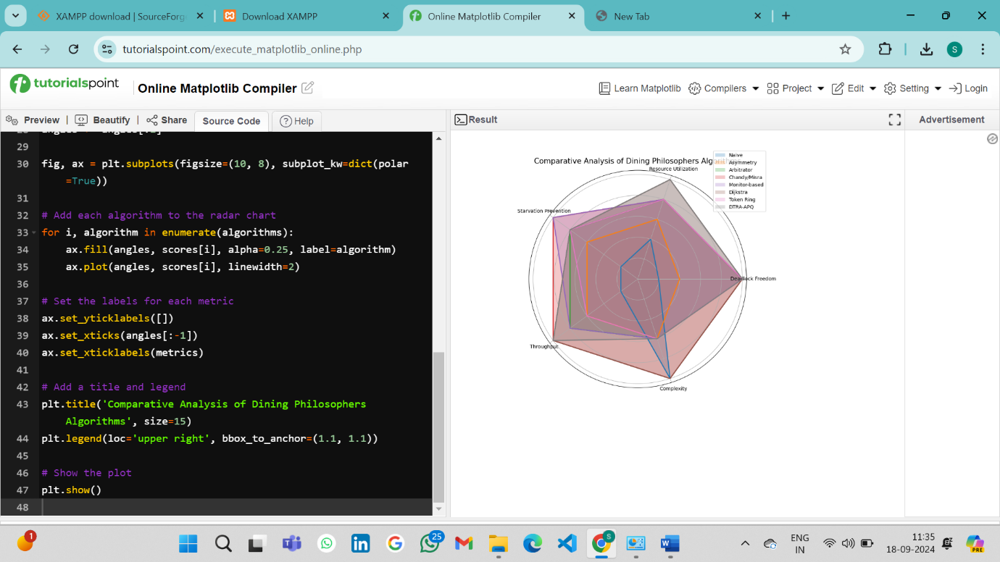 XAMPP download | SourceForg
Download XAMPP
Online Matplotlib Compiler
New Tab
tutorialspoint.com/execute_matplotlib_online.php
S
tutorialspoint
Online Matplotlib Compiler
Learn Matplotlib
Compilers
Project
Edit
Setting
Login
Preview
Beautify
Share
Source Code
Help
Result
Advertisement
29
30 fig, ax = plt.subplots(figsize=(10, 8), subplot_kw=dict(polar
=True))
31
32 # Add each algorithm to the radar chart
33 for i, algorithm in enumerate(algorithms):
34 ax.fill(angles, scores[i], alpha=0.25, label=algorithm)
35 ax.plot(angles, scores[i], linewidth=2)
36
37 # Set the labels for each metric
38 ax.set_yticklabels([])
39 ax.set_xticks(angles[:-1])
40 ax.set_xticklabels(metrics)
41
42 # Add a title and legend
43 plt.title('Comparative Analysis of Dining Philosophers
Algorithms', size=15)
44 plt.legend(loc='upper right', bbox_to_anchor=(1.1, 1.1))
45
46 # Show the plot
47 plt.show()
48
Comparative Analysis of Dining Philosophers
Resource Utilization
Starvation Prevention
Deadlock Freedom
Throughput
Complexity
Naive
Asymmetry
Arbitrator
Chandy/Misra
Monitor-based
Dijkstra
Token Ring
DTRA-APQ
1
25
S
PRE
ENG
IN
11:35
18-09-2024